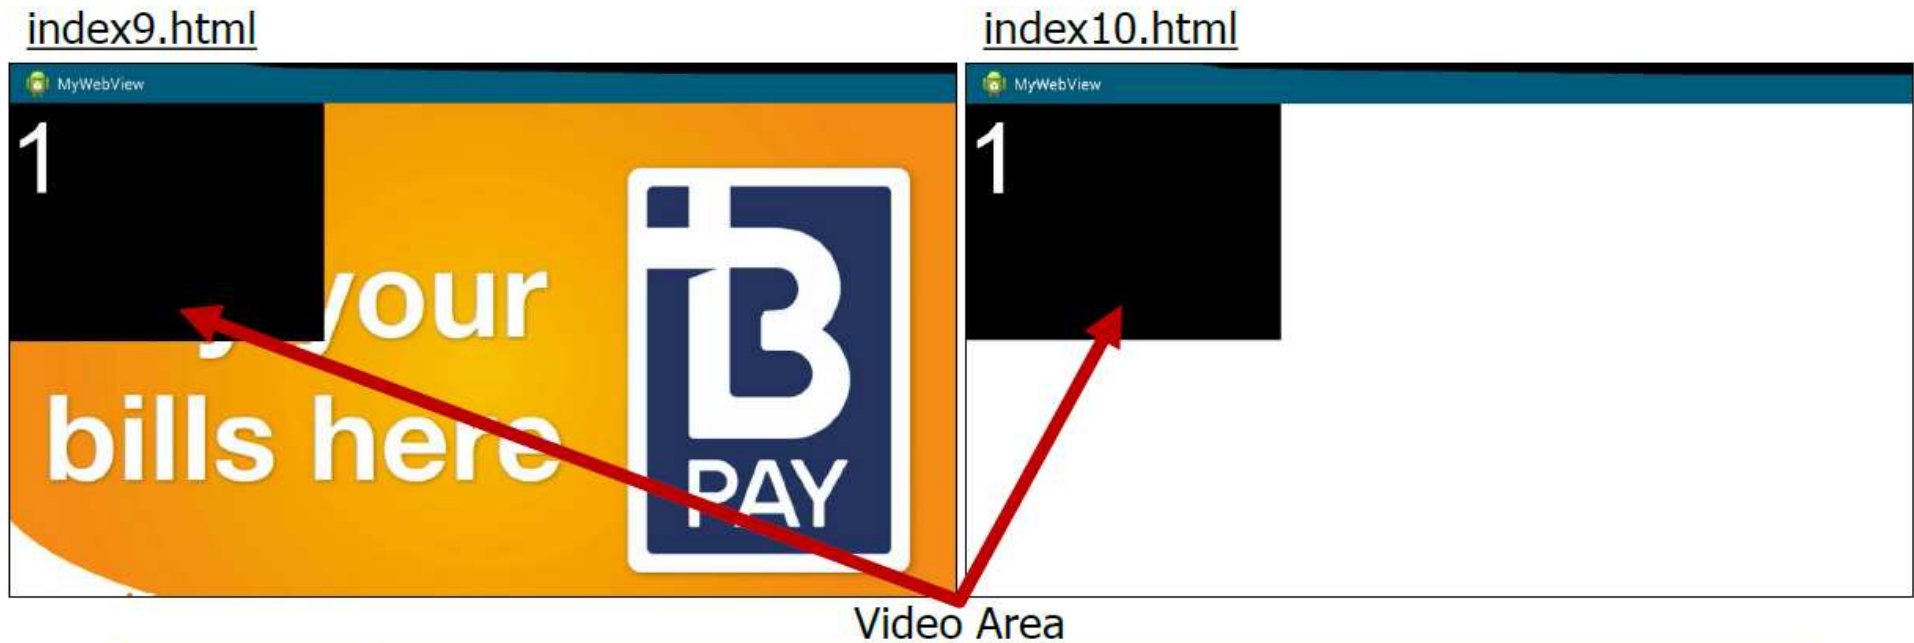 index9.html
index10.html
MyWebView
MyWebView
1
1
your
bills here
B
PAY
Video Area